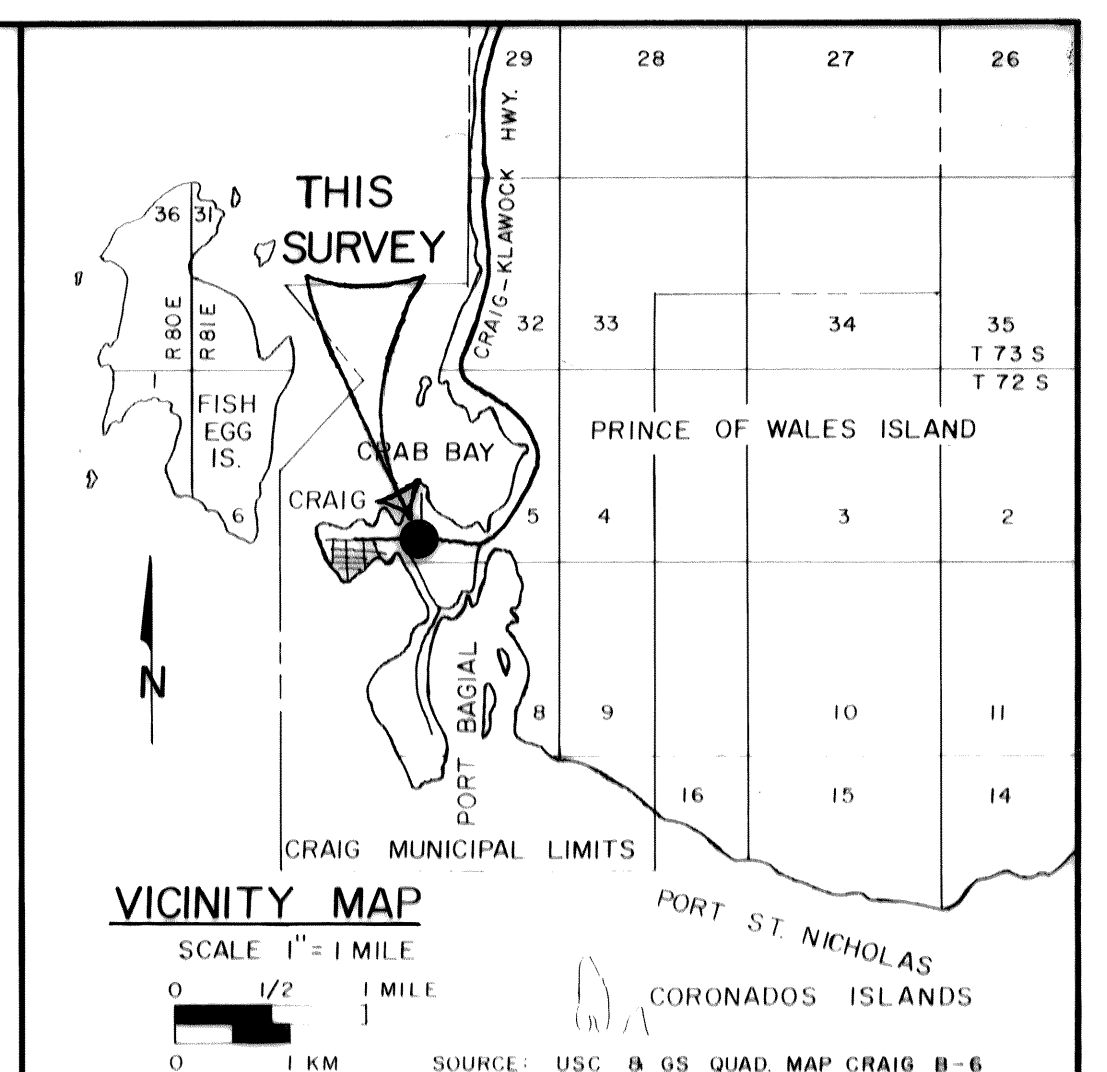 29 28 27 26
CRAIG-KLAWOCK HWY.
THIS
SURVEY
36 31
R80E
R81E
32 33 34 35
T 73 S
T 72 S
1
FISH
EGG
IS.
6
PRINCE OF WALES ISLAND
CRAB BAY
CRAIG
5 4 3 2
N
PORT BAGIAL
8 9 10 11
16 15 14
CRAIG MUNICIPAL LIMITS
VICINITY MAP
SCALE 1"=1 MILE
0 1/2 1 MILE
0 1 KM
PORT ST. NICHOLAS
CORONADOS ISLANDS
SOURCE: USC & GS QUAD. MAP CRAIG B-6